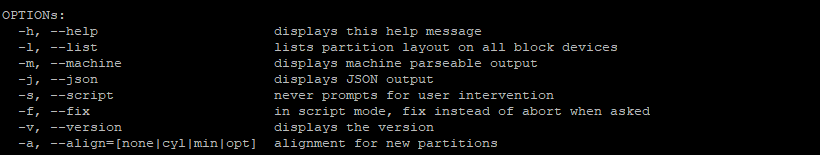 OPTIONs:
-h, --help displays this help message
-l, --list lists partition layout on all block devices
-m, --machine displays machine parseable output
-j, --json displays JSON output
-s, --script never prompts for user intervention
-f, --fix in script mode, fix instead of abort when asked
-v, --version displays the version
-a, --align=[none|cyl|min|opt] alignment for new partitions